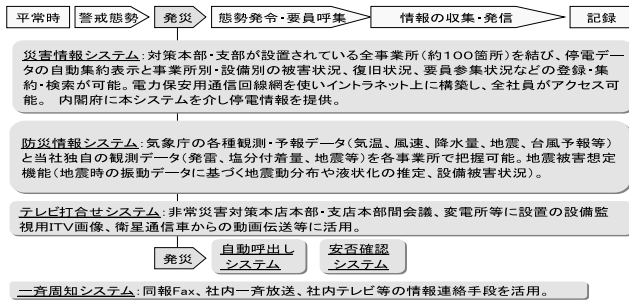 平常時
警戒態勢
発災
態勢発令・要員呼集
情報の収集・発信
記録
災害情報システム：対策本部・支部が設置されている全事業所（約100箇所）を結び、停電デ
ータの自動集約表示と事業所別・設備別の被害状況、復旧状況、要員参集状況などの登録・集
約・検索が可能。電力保安用通信回線網を使いイントラネット上に構築し、全社員がアクセス可
能。 内閣府に本システムを介し停電情報を提供。
防災情報システム：気象庁の各種観測・予報データ（気温、風速、降水量、地震、台風予報等）
と当社独自の観測データ（発雷、塩分付着量、地震等）を各事業所で把握可能。地震被害想定
機能（地震時の振動データに基づく地震動分布や液状化の推定、設備被害状況）。
テレビ打合せシステム：非常災害対策本店本部・支店本部間会議、変電所等に設置の設備監
視用ITV画像、衛星通信車からの動画伝送等に活用。
発災
自動呼出し
システム
安否確認
システム
一斉周知システム：同報Fax、社内一斉放送、社内テレビ等の情報連絡手段を活用。